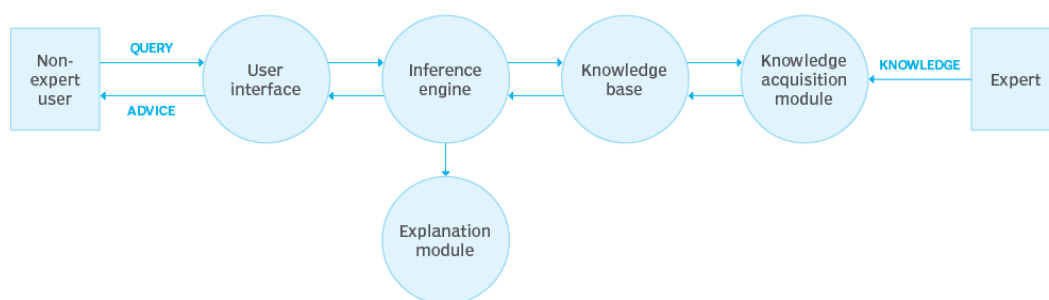 QUERY
Non-
expert
user
ADVICE
User
interface
Inference
engine
Knowledge
base
Knowledge
acquisition
module
KNOWLEDGE
Expert
Explanation
module